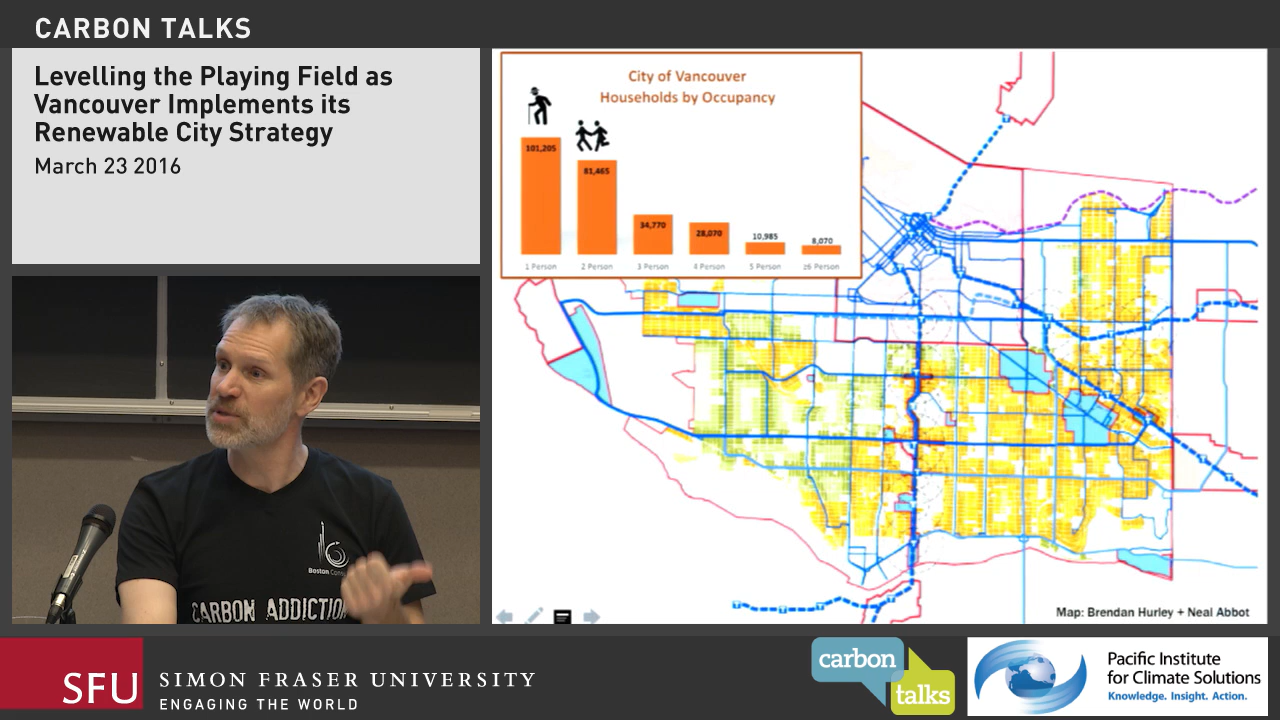 CARBON TALKS
Levelling the Playing Field as
Vancouver Implements its
Renewable City Strategy
March 23 2016
City of Vancouver
Households by Occupancy
101,205
81,465
34,770
28,070
10,985
8,070
1 Person
2 Person
3 Person
4 Person
5 Person
≥6 Person
Map: Brendan Hurley + Neal Abbot
Boston
CARBON ADDICTION
SFU
SIMON FRASER UNIVERSITY
ENGAGING THE WORLD
carbon
talks
Pacific Institute
for Climate Solutions
Knowledge. Insight. Action.